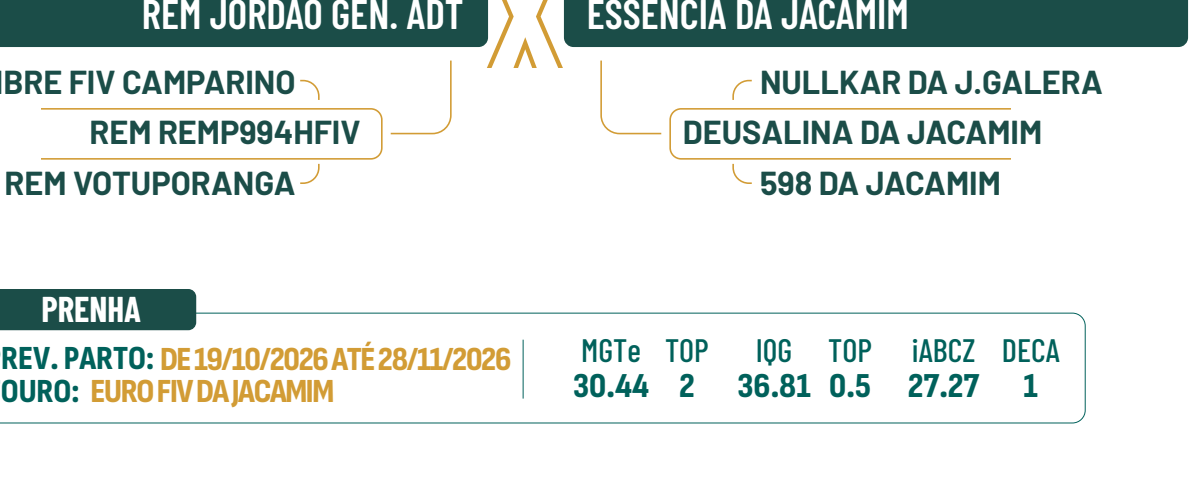 REM JORDÃO GEN. ADT
ESSÊNCIA DA JACAMIM
IBRE FIV CAMPARINO
NULLKAR DA J.GALERA
REM REMP994HFIV
DEUSALINA DA JACAMIM
REM VOTUPORANGA
598 DA JACAMIM
PRENHA
REV. PARTO: DE 19/10/2026 ATÉ 28/11/2026
OURO: EURO FIV DA JACAMIM
MGTe TOP IQG TOP iABCZ DECA
30.44 2 36.81 0.5 27.27 1